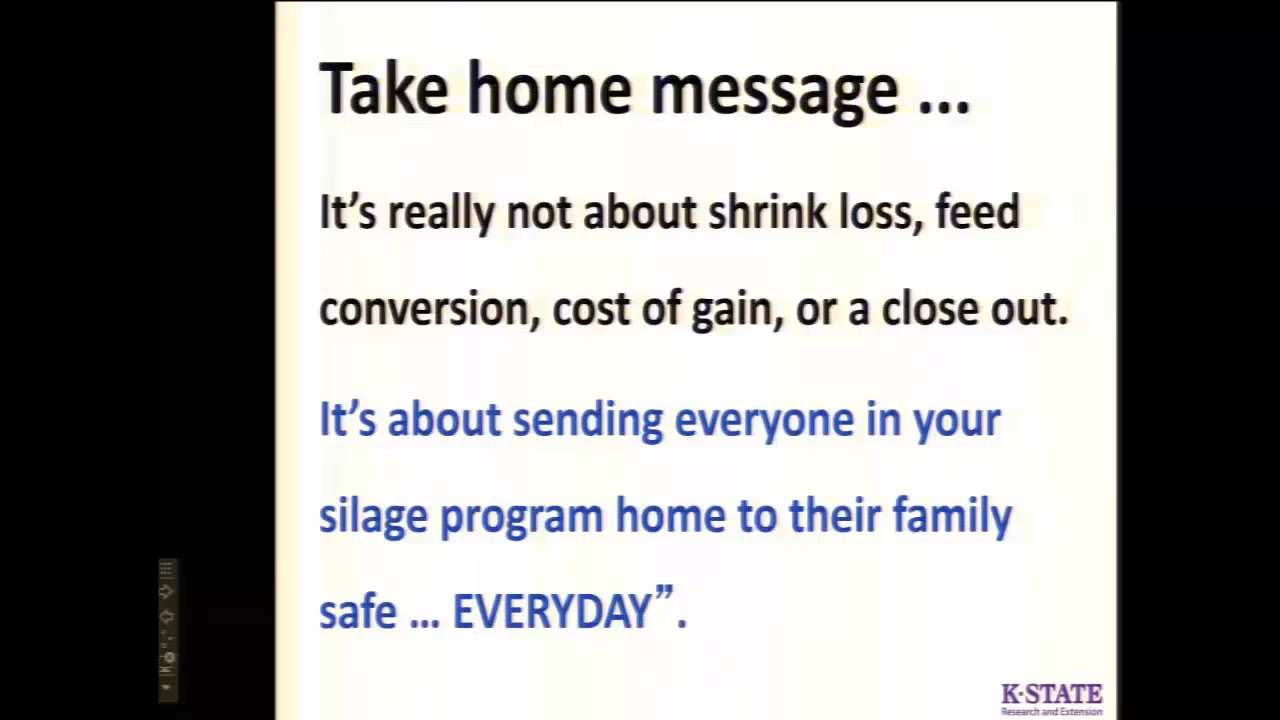 Take home message ...
It’s really not about shrink loss, feed
conversion, cost of gain, or a close out.
It’s about sending everyone in your
silage program home to their family
safe ... EVERYDAY”.
K·STATE
Research and Extension